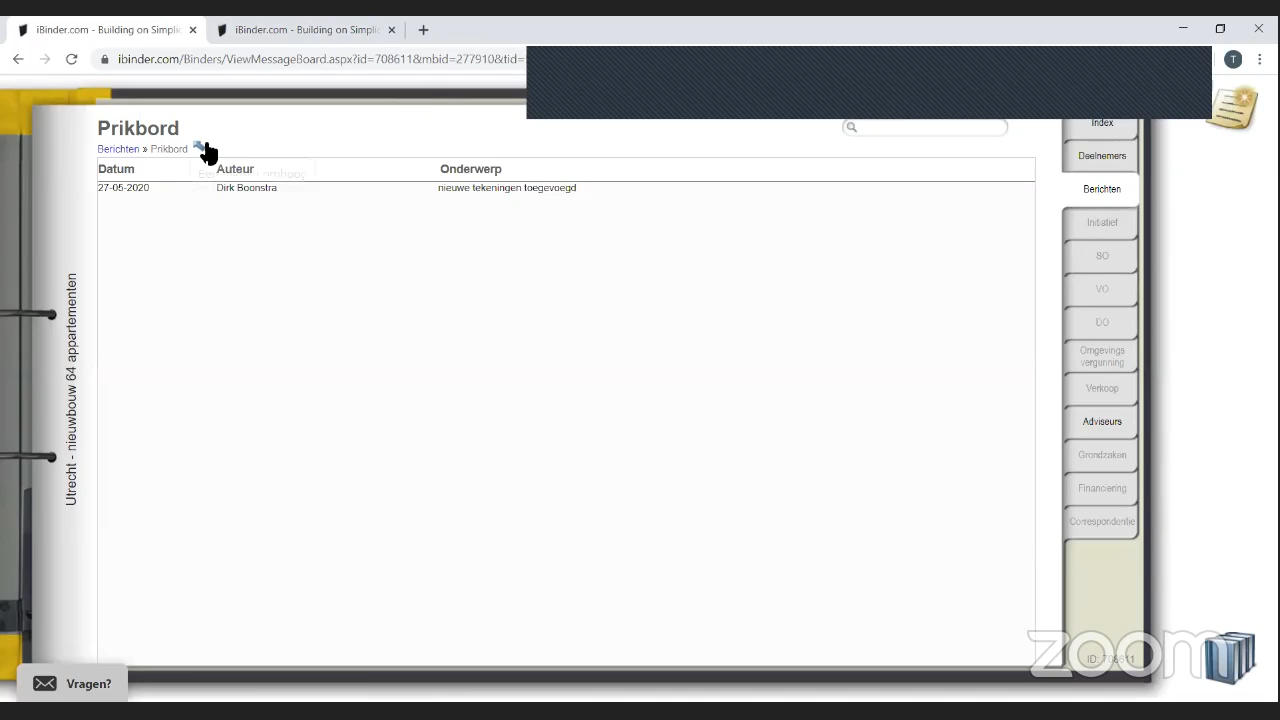 iBinder.com - Building on Simplic
iBinder.com - Building on Simplic
ibinder.com/Binders/ViewMessageBoard.aspx?id=708611&mbid=277910&tid=
T
Prikbord
Berichten » Prikbord
Datum
Auteur
Onderwerp
27-05-2020
Dirk Boonstra
nieuwe tekeningen toegevoegd
Utrecht - nieuwbouw 64 appartementen
Index
Deelnemers
Berichten
Initiatief
SO
VO
DO
Omgevings
vergunning
Verkoop
Adviseurs
Grondzaken
Financiering
Correspondentie
ID: 708611
zoom
Vragen?